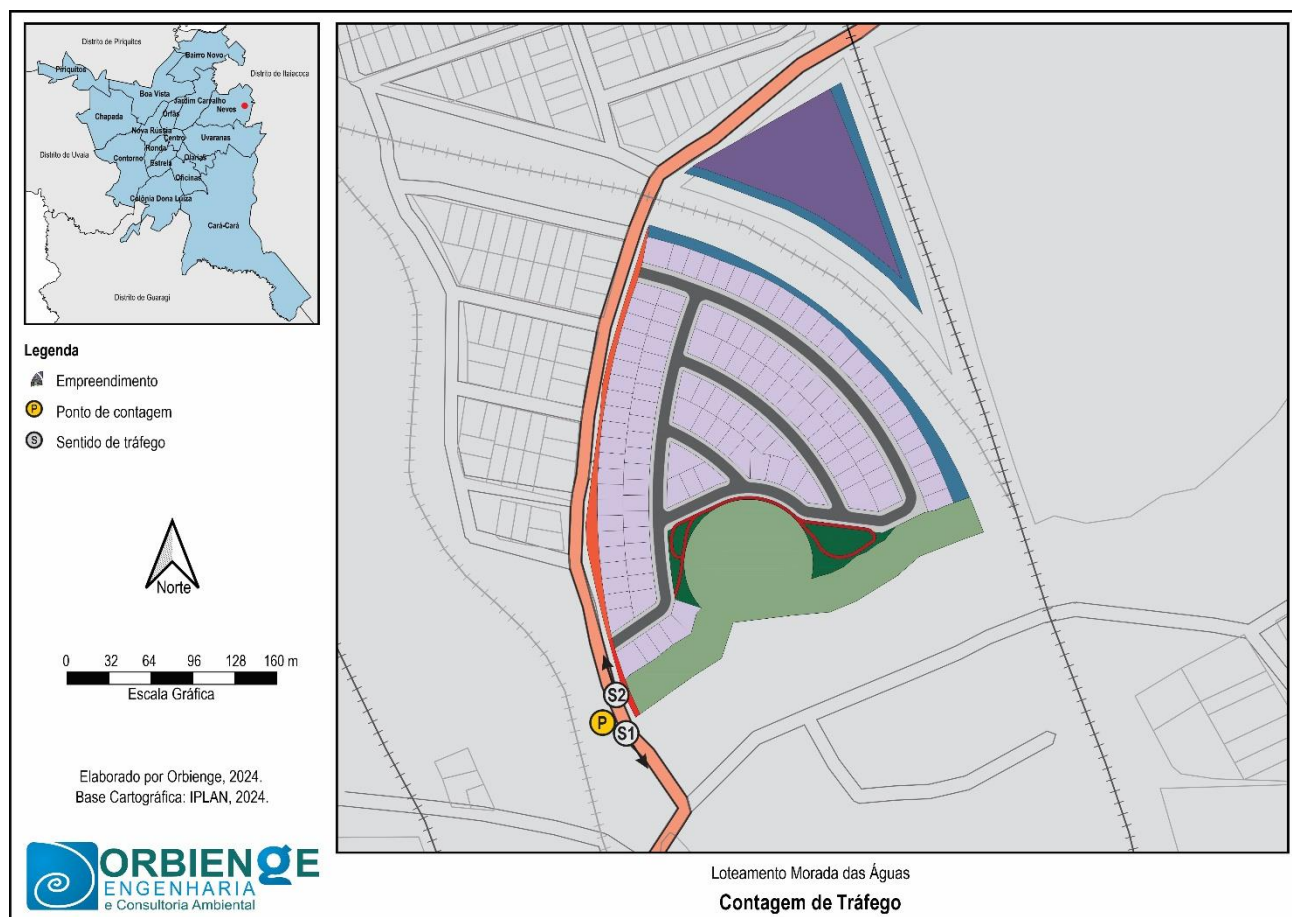 Distrito de Piriquitos
Bairro Novo
Piriquitos
Distrito de Itaiacoca
Boa Vista
Jardim Carvalho
Neves
Chapada
Órfãs
Nova Rússia
Centro
Uvaranas
Ronda
Distrito de Uvaia
Contorno
Estrela
Olarias
Oficinas
Colônia Dona Luiza
Cará-Cará
Distrito de Guaragi
Legenda
Empreendimento
P Ponto de contagem
S Sentido de tráfego
Norte
0 32 64 96 128 160 m
Escala Gráfica
Elaborado por Orbienge, 2024.
Base Cartográfica: IPLAN, 2024.
ORBIENGE
ENGENHARIA
e Consultoria Ambiental
S2
P
S1
Loteamento Morada das Águas
Contagem de Tráfego